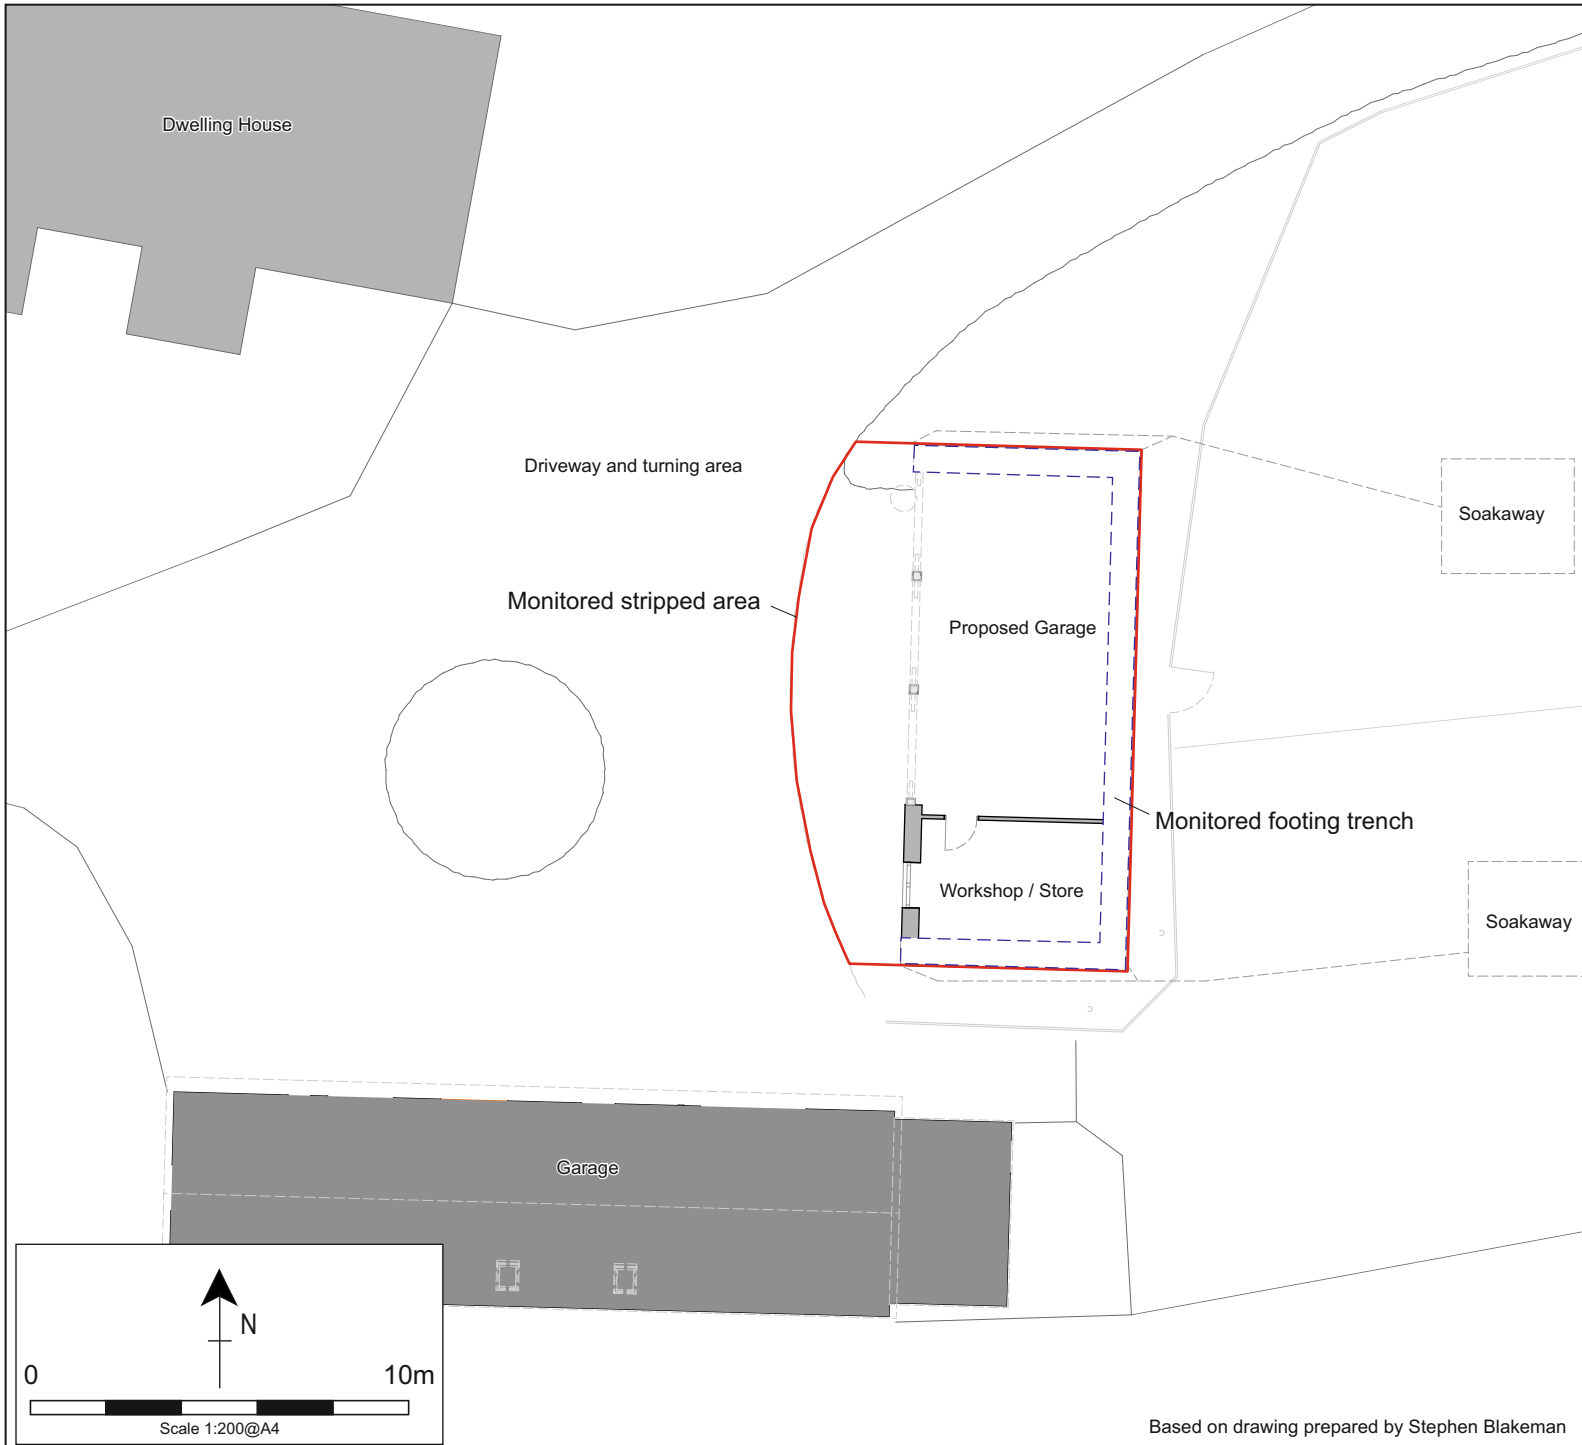 Dwelling House
Driveway and turning area
Soakaway
Monitored stripped area
Proposed Garage
Monitored footing trench
Workshop / Store
Soakaway
Garage
N
0 10m
Scale 1:200@A4
Based on drawing prepared by Stephen Blakeman